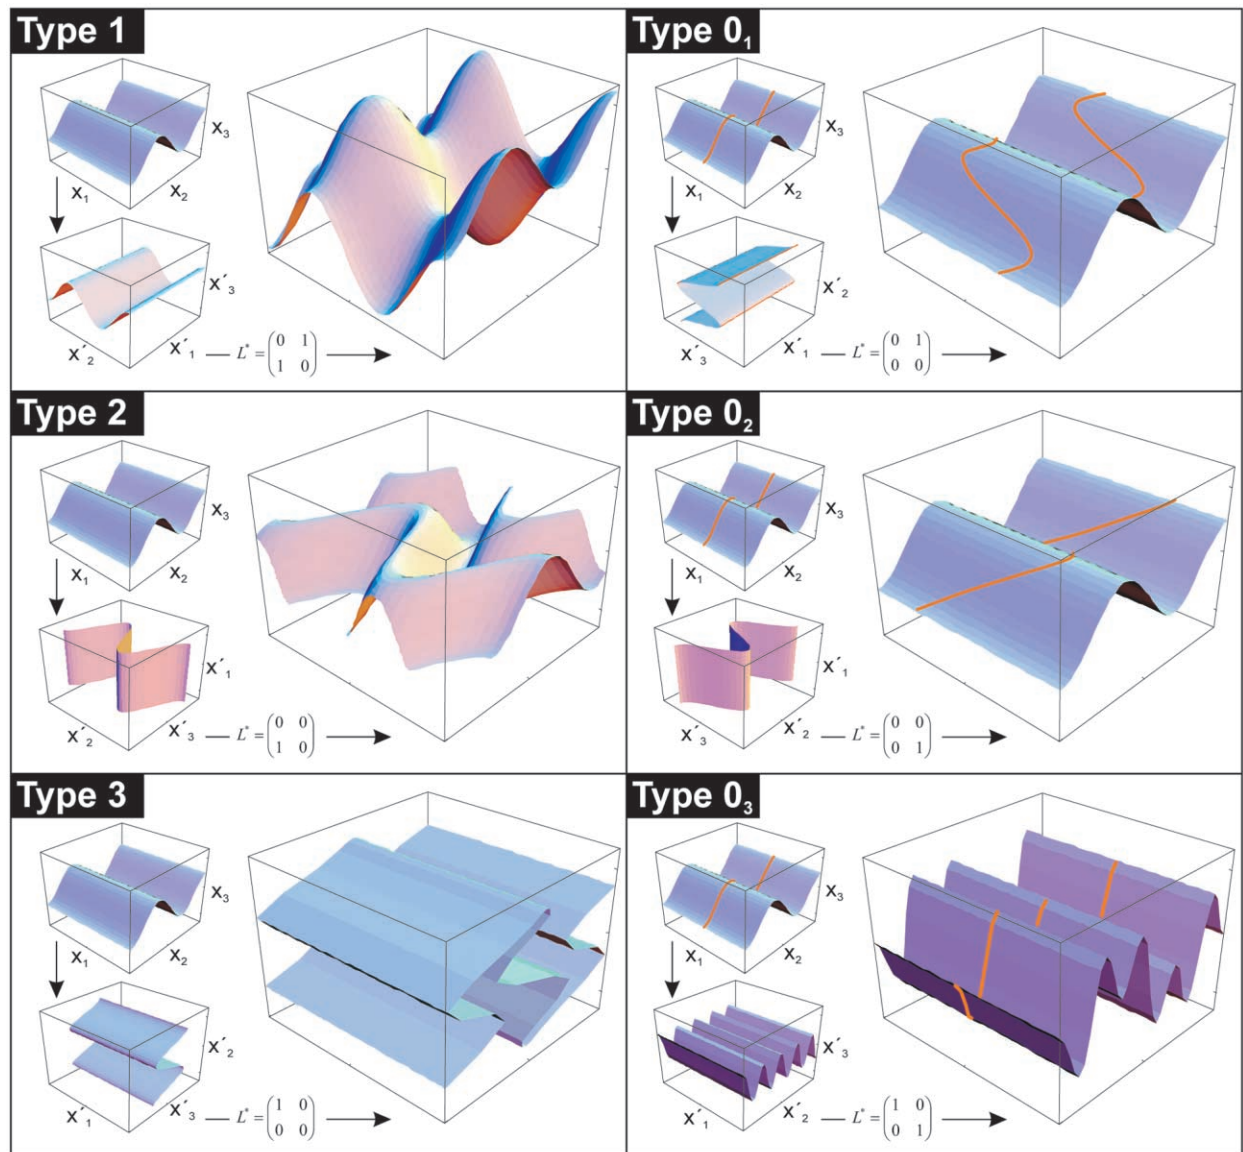 Type 1
x₃
x₁
x₂
x´₃
x´₂
x´₁
L* = (0 1
1 0)
Type 0₁
x₃
x₁
x₂
x´₂
x´₃
x´₁
L* = (0 1
0 0)
Type 2
x₃
x₁
x₂
x´₁
x´₂
x´₃
L* = (0 0
1 0)
Type 0₂
x₃
x₁
x₂
x´₁
x´₃
x´₂
L* = (0 0
0 1)
Type 3
x₃
x₁
x₂
x´₂
x´₁
x´₃
L* = (1 0
0 0)
Type 0₃
x₃
x₁
x₂
x´₃
x´₁
x´₂
L* = (1 0
0 1)